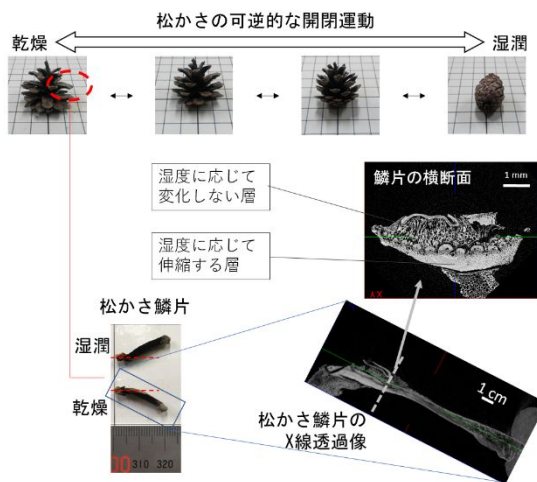 松かさの可逆的な開閉運動
乾燥
湿潤
湿度に応じて
変化しない層
鱗片の横断面
1 mm
湿度に応じて
伸縮する層
松かさ鱗片
湿潤
乾燥
1 cm
松かさ鱗片の
X線透過像
310 320